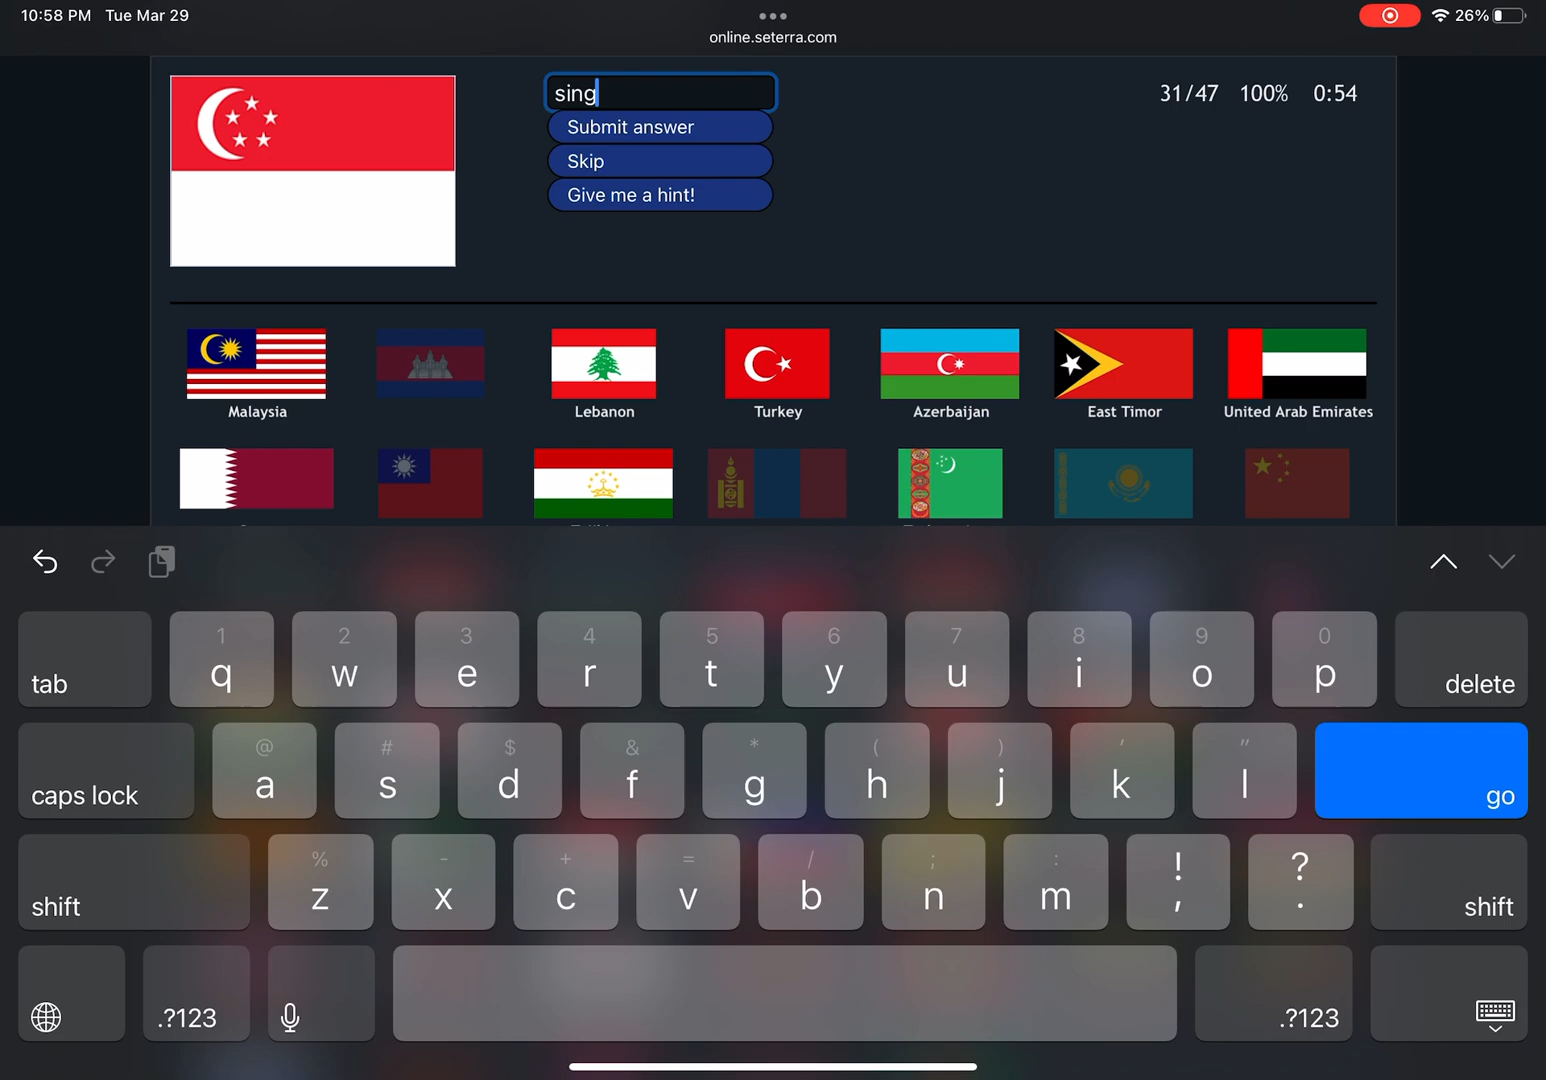 10:58 PM Tue Mar 29
26%
online.seterra.com
sing
31/47 100% 0:54
Submit answer
Skip
Give me a hint!
Malaysia
Lebanon
Turkey
Azerbaijan
East Timor
United Arab Emirates
1 2 3 4 5 6 7 8 9 0
tab q w e r t y u i o p delete
@ # $ & * ( ) ' "
caps lock a s d f g h j k l go
% - + = / ; : ! ?
shift z x c v b n m , . shift
.?123 .?123